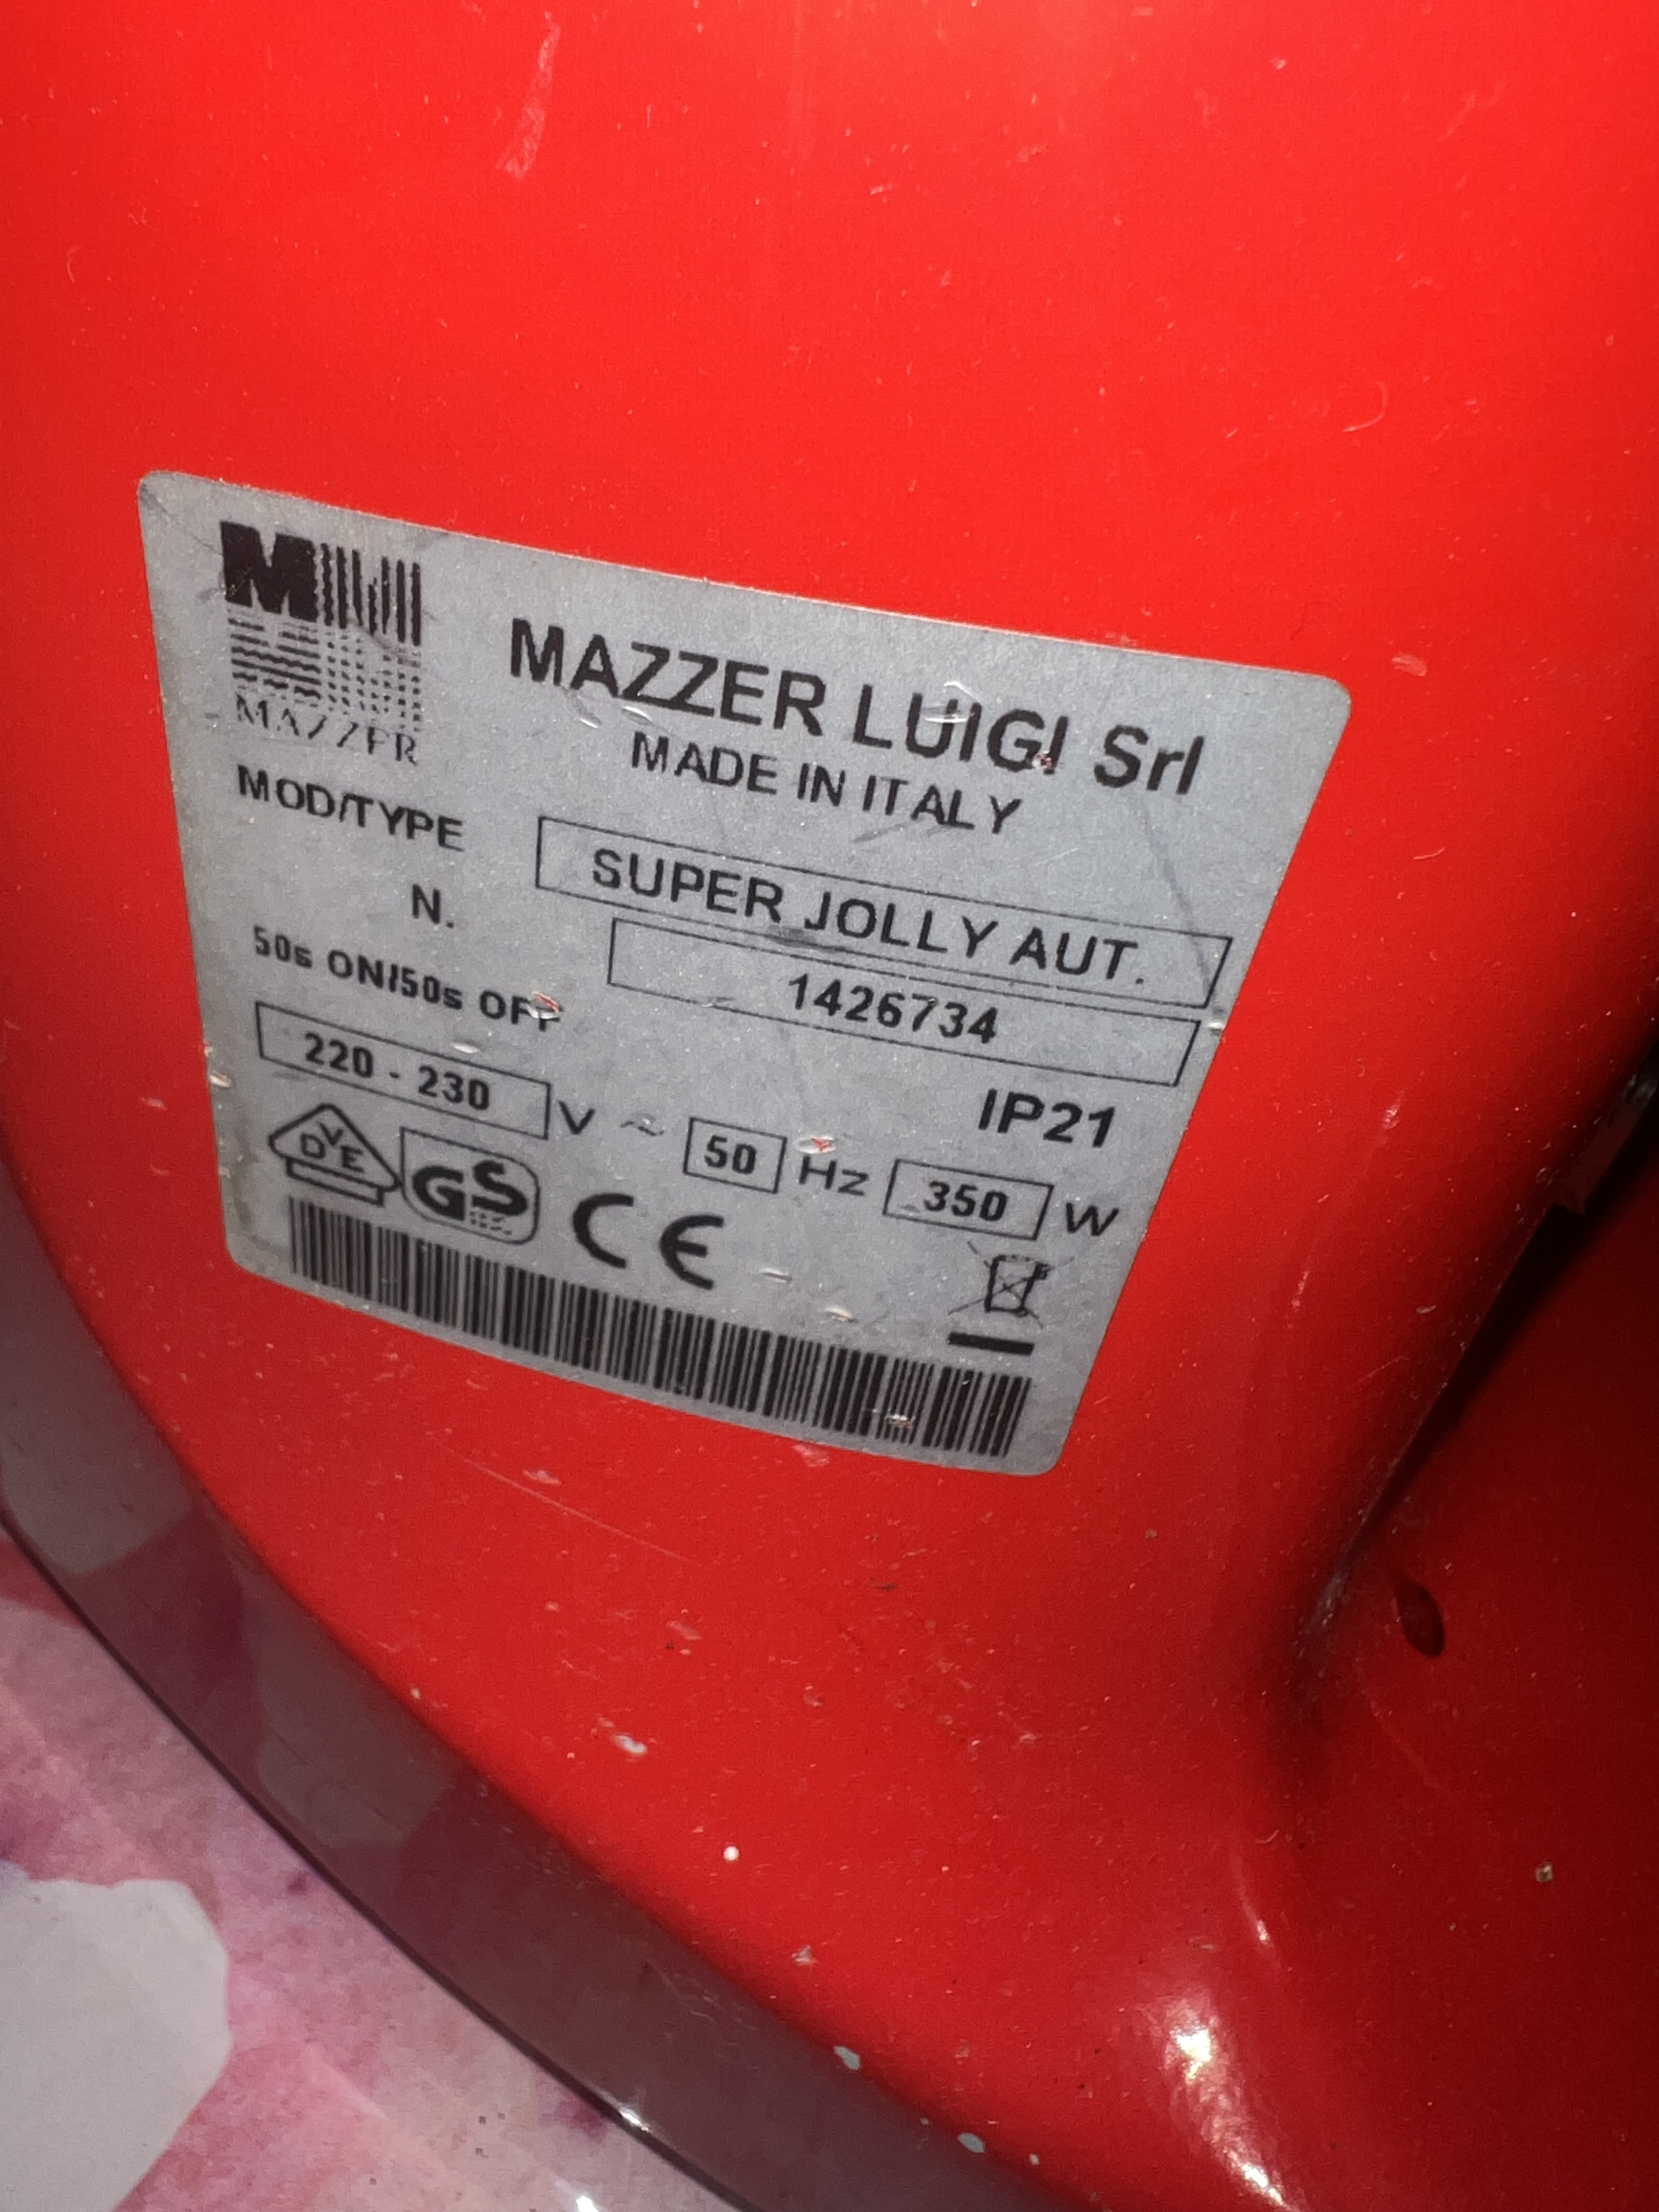 M
MAZZER
MAZZER LUIGI Srl
MADE IN ITALY
MOD/TYPE SUPER JOLLY AUT.
N. 1426734
50s ON/50s OFF IP21
220 - 230 V ~ 50 Hz 350 W
DVE GS CE